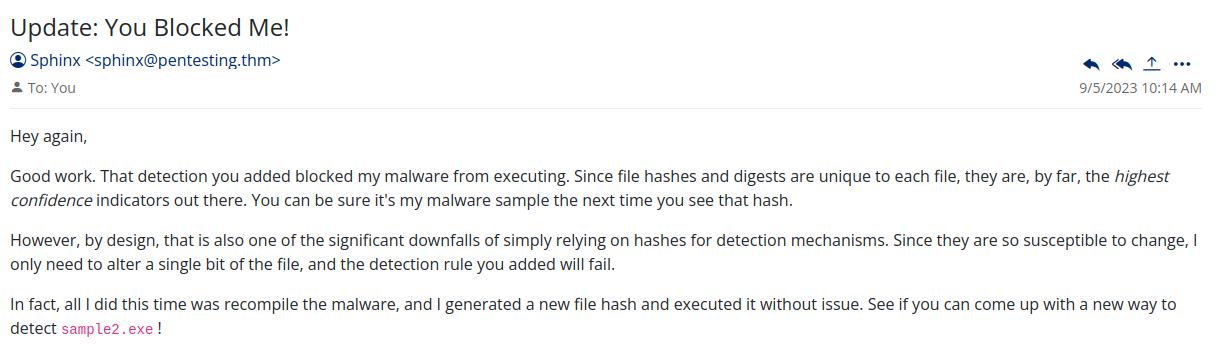 Update: You Blocked Me!
Sphinx <sphinx@pentesting.thm>
To: You
9/5/2023 10:14 AM
Hey again,
Good work. That detection you added blocked my malware from executing. Since file hashes and digests are unique to each file, they are, by far, the highest
confidence indicators out there. You can be sure it's my malware sample the next time you see that hash.
However, by design, that is also one of the significant downfalls of simply relying on hashes for detection mechanisms. Since they are so susceptible to change, I
only need to alter a single bit of the file, and the detection rule you added will fail.
In fact, all I did this time was recompile the malware, and I generated a new file hash and executed it without issue. See if you can come up with a new way to
detect sample2.exe !